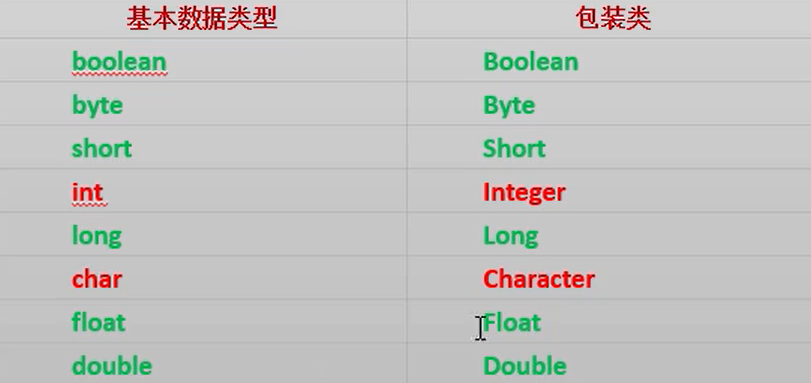 基本数据类型 包装类
boolean Boolean
byte Byte
short Short
int Integer
long Long
char Character
float Float
double Double